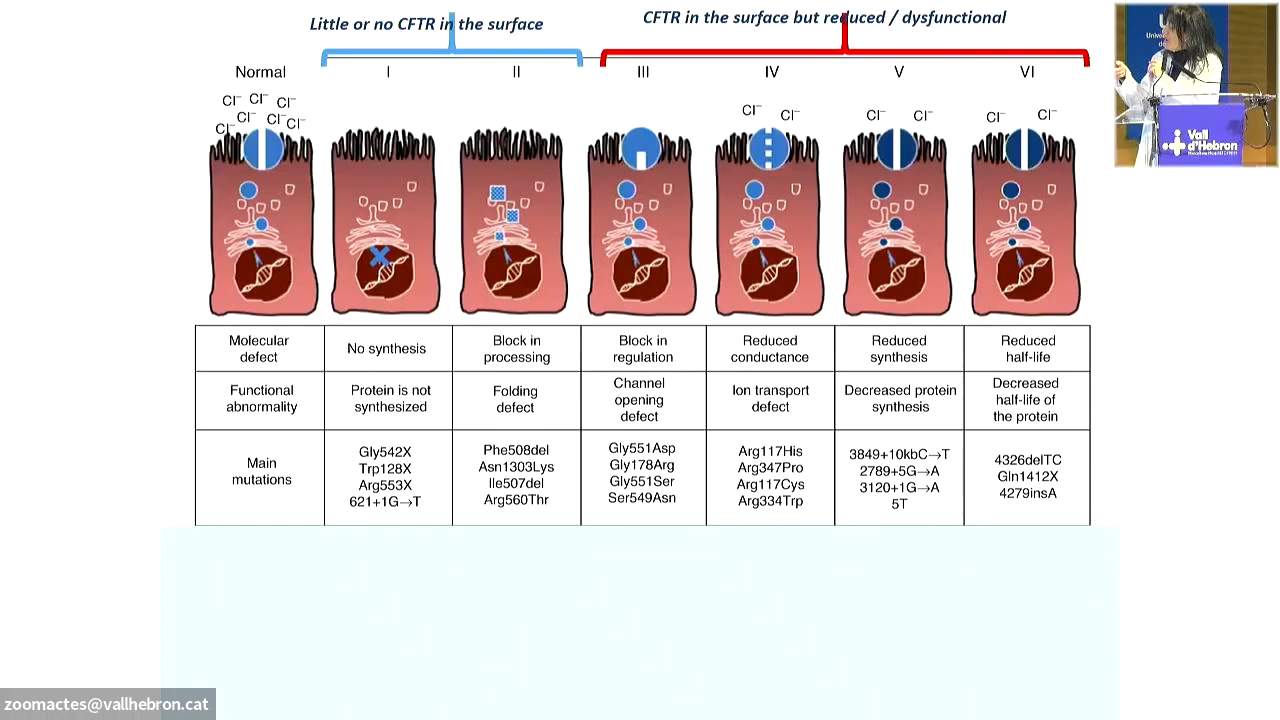 Little or no CFTR in the surface
CFTR in the surface but reduced / dysfunctional
Normal
I
II
III
IV
V
VI
Cl⁻ Cl⁻ Cl⁻
Cl⁻ Cl⁻ Cl⁻ Cl⁻
Cl⁻ Cl⁻
Cl⁻ Cl⁻
Cl⁻ Cl⁻
Molecular
defect
No synthesis
Block in
processing
Block in
regulation
Reduced
conductance
Reduced
synthesis
Reduced
half-life
Functional
abnormality
Protein is not
synthesized
Folding
defect
Channel
opening
defect
Ion transport
defect
Decreased protein
synthesis
Decreased
half-life of
the protein
Main
mutations
Gly542X
Trp128X
Arg553X
621+1G→T
Phe508del
Asn1303Lys
Ile507del
Arg560Thr
Gly551Asp
Gly178Arg
Gly551Ser
Ser549Asn
Arg117His
Arg347Pro
Arg117Cys
Arg334Trp
3849+10kbC→T
2789+5G→A
3120+1G→A
5T
4326delTC
Gln1412X
4279insA
Vall
d'Hebron
zoomactes@vallhebron.cat